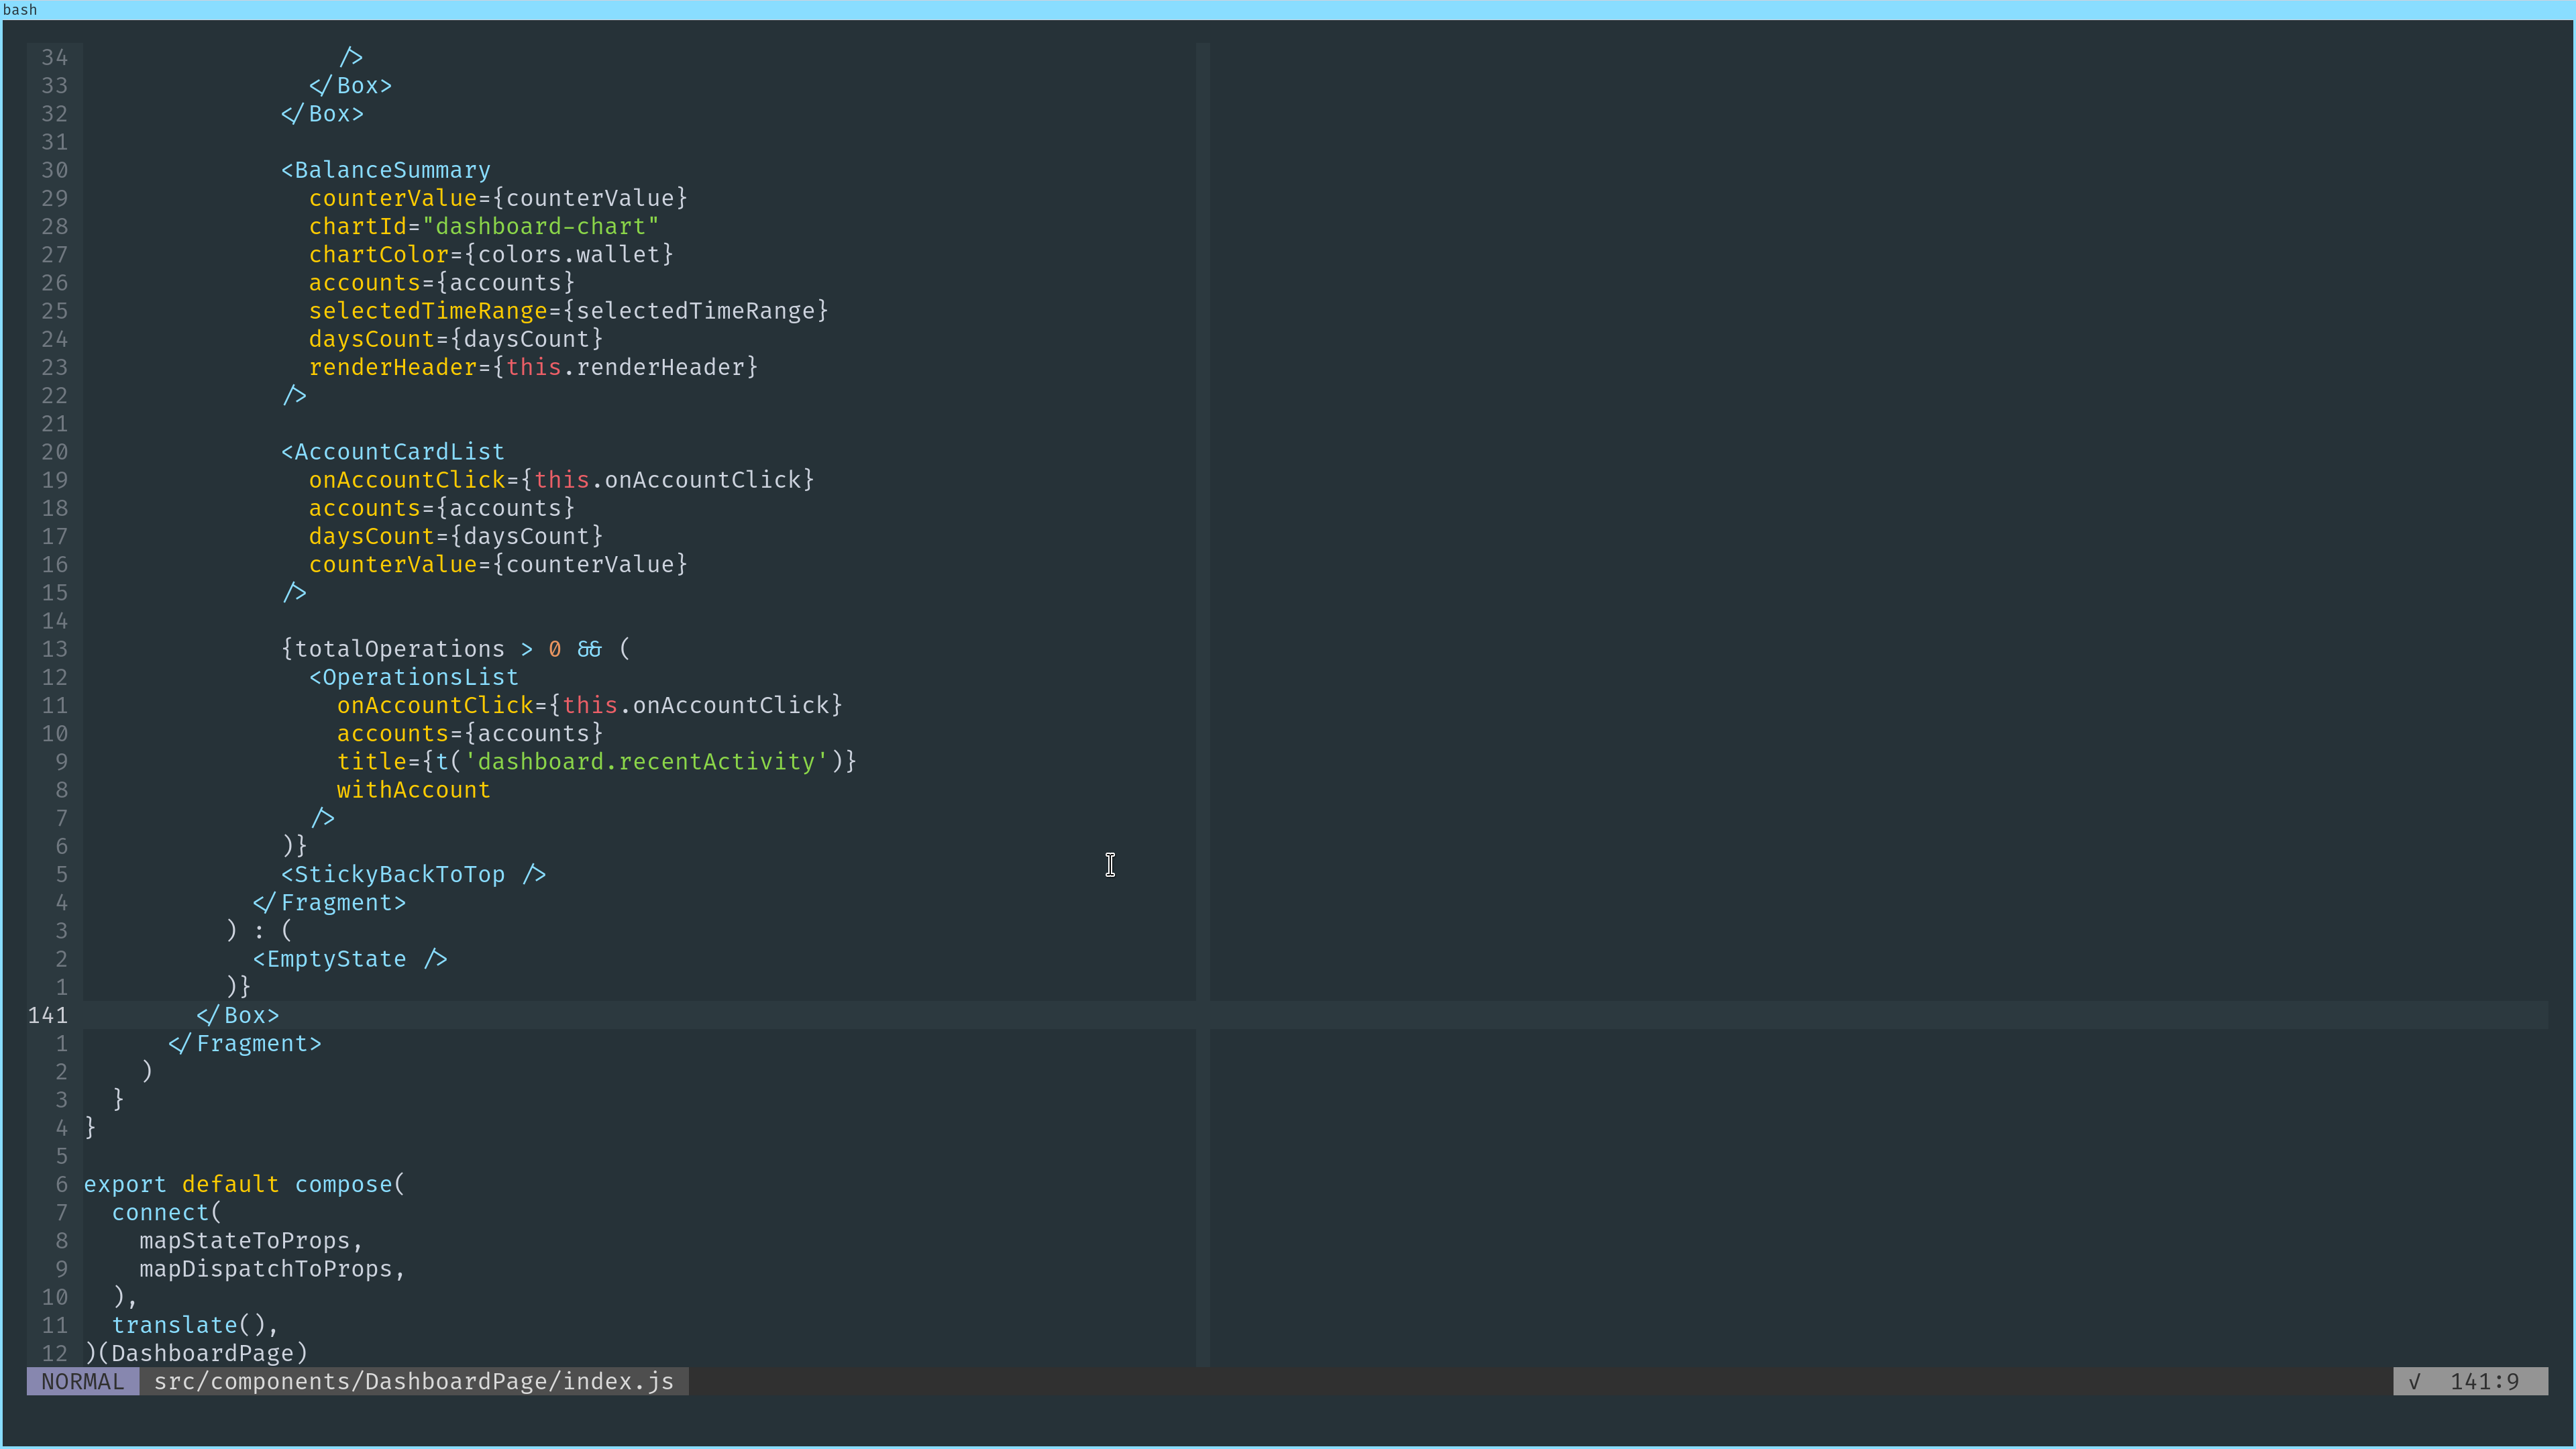 bash
34                   />
33                 </Box>
32               </Box>
31
30               <BalanceSummary
29                 counterValue={counterValue}
28                 chartId="dashboard-chart"
27                 chartColor={colors.wallet}
26                 accounts={accounts}
25                 selectedTimeRange={selectedTimeRange}
24                 daysCount={daysCount}
23                 renderHeader={this.renderHeader}
22               />
21
20               <AccountCardList
19                 onAccountClick={this.onAccountClick}
18                 accounts={accounts}
17                 daysCount={daysCount}
16                 counterValue={counterValue}
15               />
14
13               {totalOperations > 0 && (
12                 <OperationsList
11                   onAccountClick={this.onAccountClick}
10                   accounts={accounts}
9                   title={t('dashboard.recentActivity')}
8                   withAccount
7                 />
6               )}
5               <StickyBackToTop />
4             </Fragment>
3           ) : (
2             <EmptyState />
1           )}
141         </Box>
1       </Fragment>
2     )
3   }
4 }
5
6 export default compose(
7   connect(
8     mapStateToProps,
9     mapDispatchToProps,
10   ),
11   translate(),
12 )(DashboardPage)
NORMAL src/components/DashboardPage/index.js √ 141:9